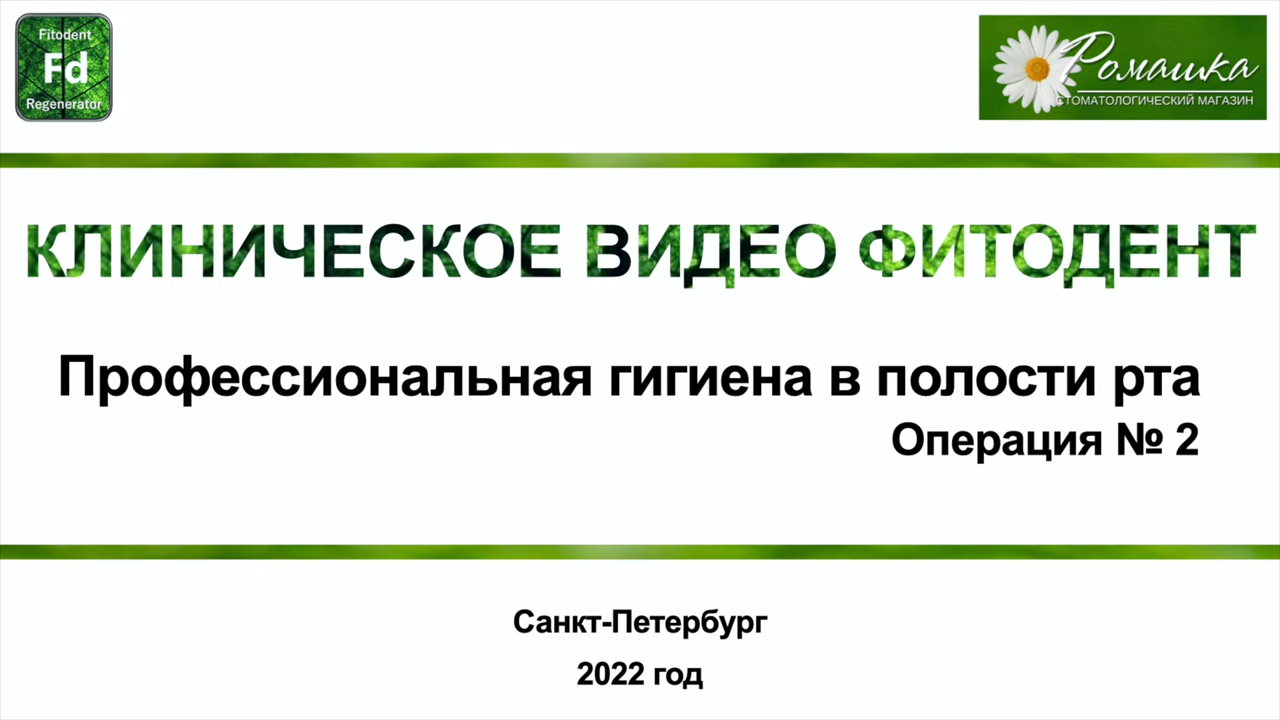 Fitodent
Fd
Regenerator
Ромашка
СТОМАТОЛОГИЧЕСКИЙ МАГАЗИН
КЛИНИЧЕСКОЕ ВИДЕО ФИТОДЕНТ
Профессиональная гигиена в полости рта
Операция № 2
Санкт-Петербург
2022 год